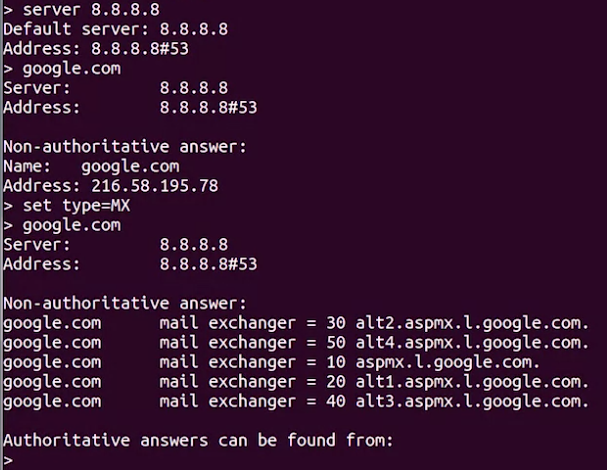 > server 8.8.8.8
Default server: 8.8.8.8
Address: 8.8.8.8#53
> google.com
Server:         8.8.8.8
Address:        8.8.8.8#53

Non-authoritative answer:
Name:   google.com
Address: 216.58.195.78
> set type=MX
> google.com
Server:         8.8.8.8
Address:        8.8.8.8#53

Non-authoritative answer:
google.com      mail exchanger = 30 alt2.aspmx.l.google.com.
google.com      mail exchanger = 50 alt4.aspmx.l.google.com.
google.com      mail exchanger = 10 aspmx.l.google.com.
google.com      mail exchanger = 20 alt1.aspmx.l.google.com.
google.com      mail exchanger = 40 alt3.aspmx.l.google.com.

Authoritative answers can be found from:
>